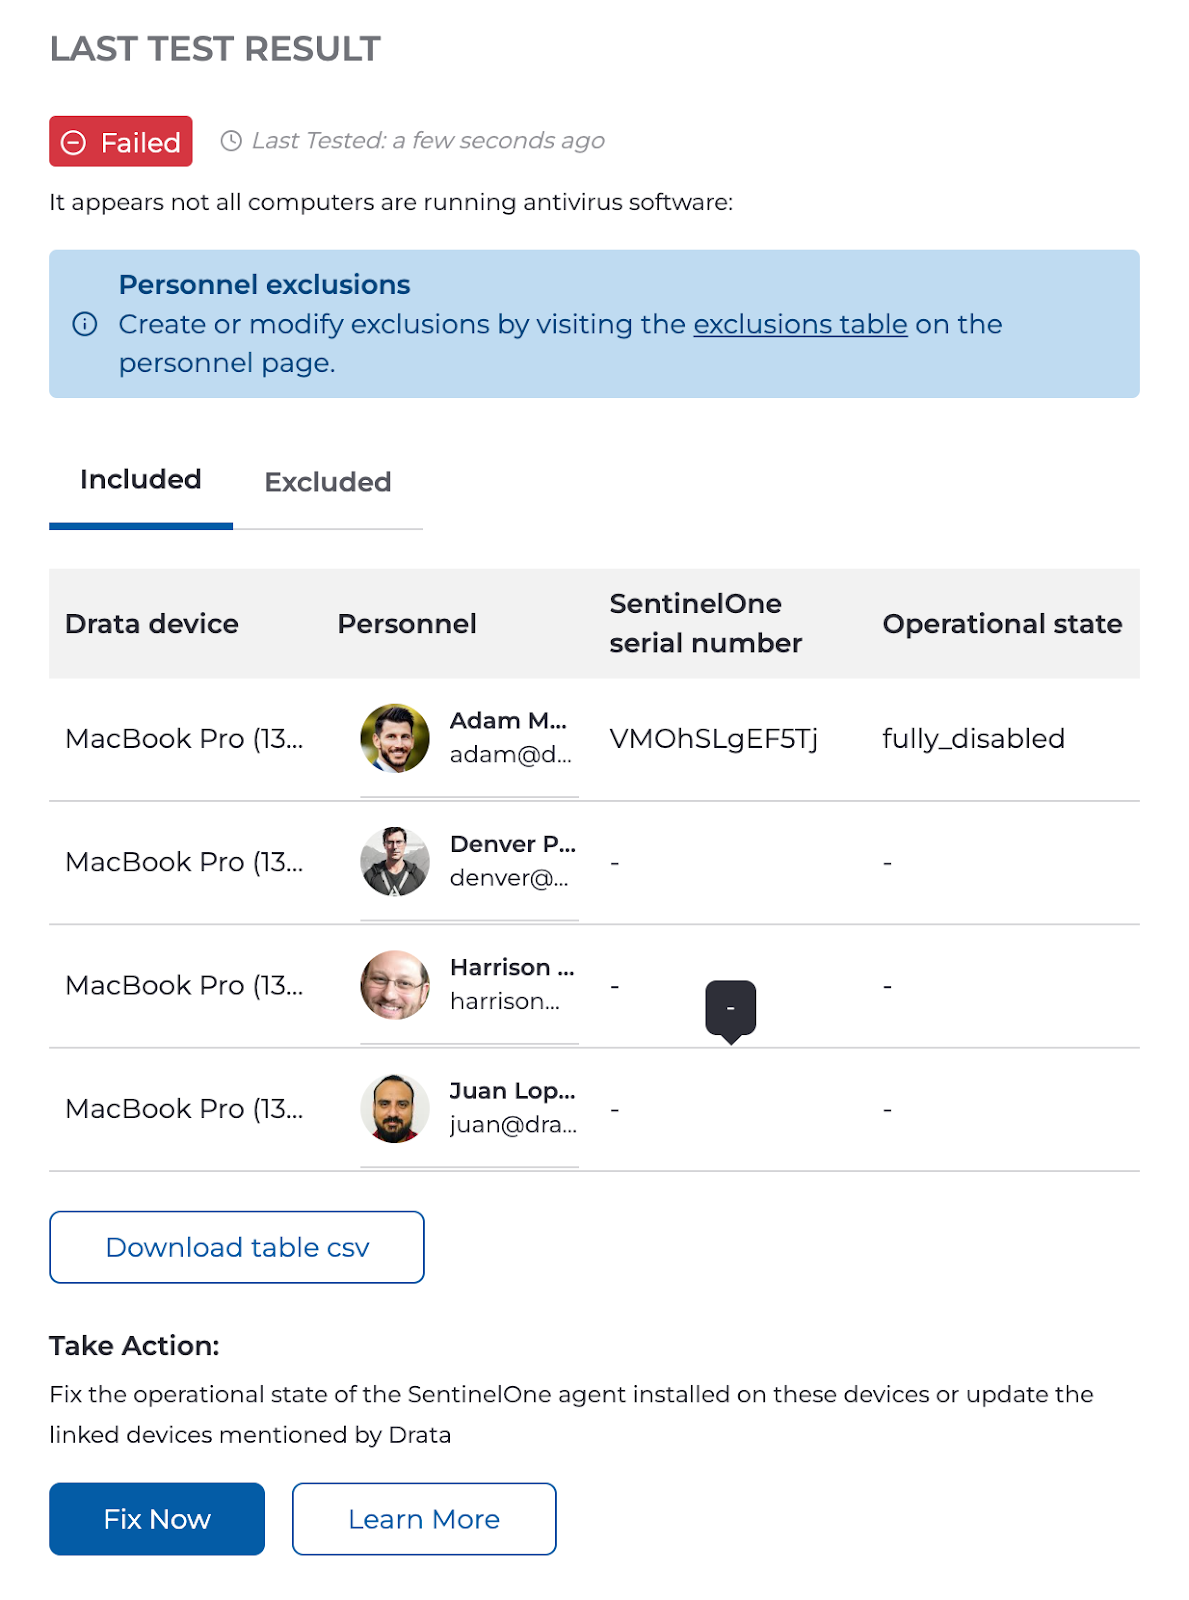 LAST TEST RESULT
Failed
Last Tested: a few seconds ago
It appears not all computers are running antivirus software:
Personnel exclusions
Create or modify exclusions by visiting the exclusions table on the
personnel page.
Included
Excluded
Drata device
Personnel
SentinelOne
serial number
Operational state
MacBook Pro (13...
Adam M...
adam@d...
VMOhSLgEF5Tj
fully_disabled
MacBook Pro (13...
Denver P...
denver@...
-
-
MacBook Pro (13...
Harrison ...
harrison...
-
-
-
MacBook Pro (13...
Juan Lop...
juan@dra...
-
-
Download table csv
Take Action:
Fix the operational state of the SentinelOne agent installed on these devices or update the
linked devices mentioned by Drata
Fix Now
Learn More